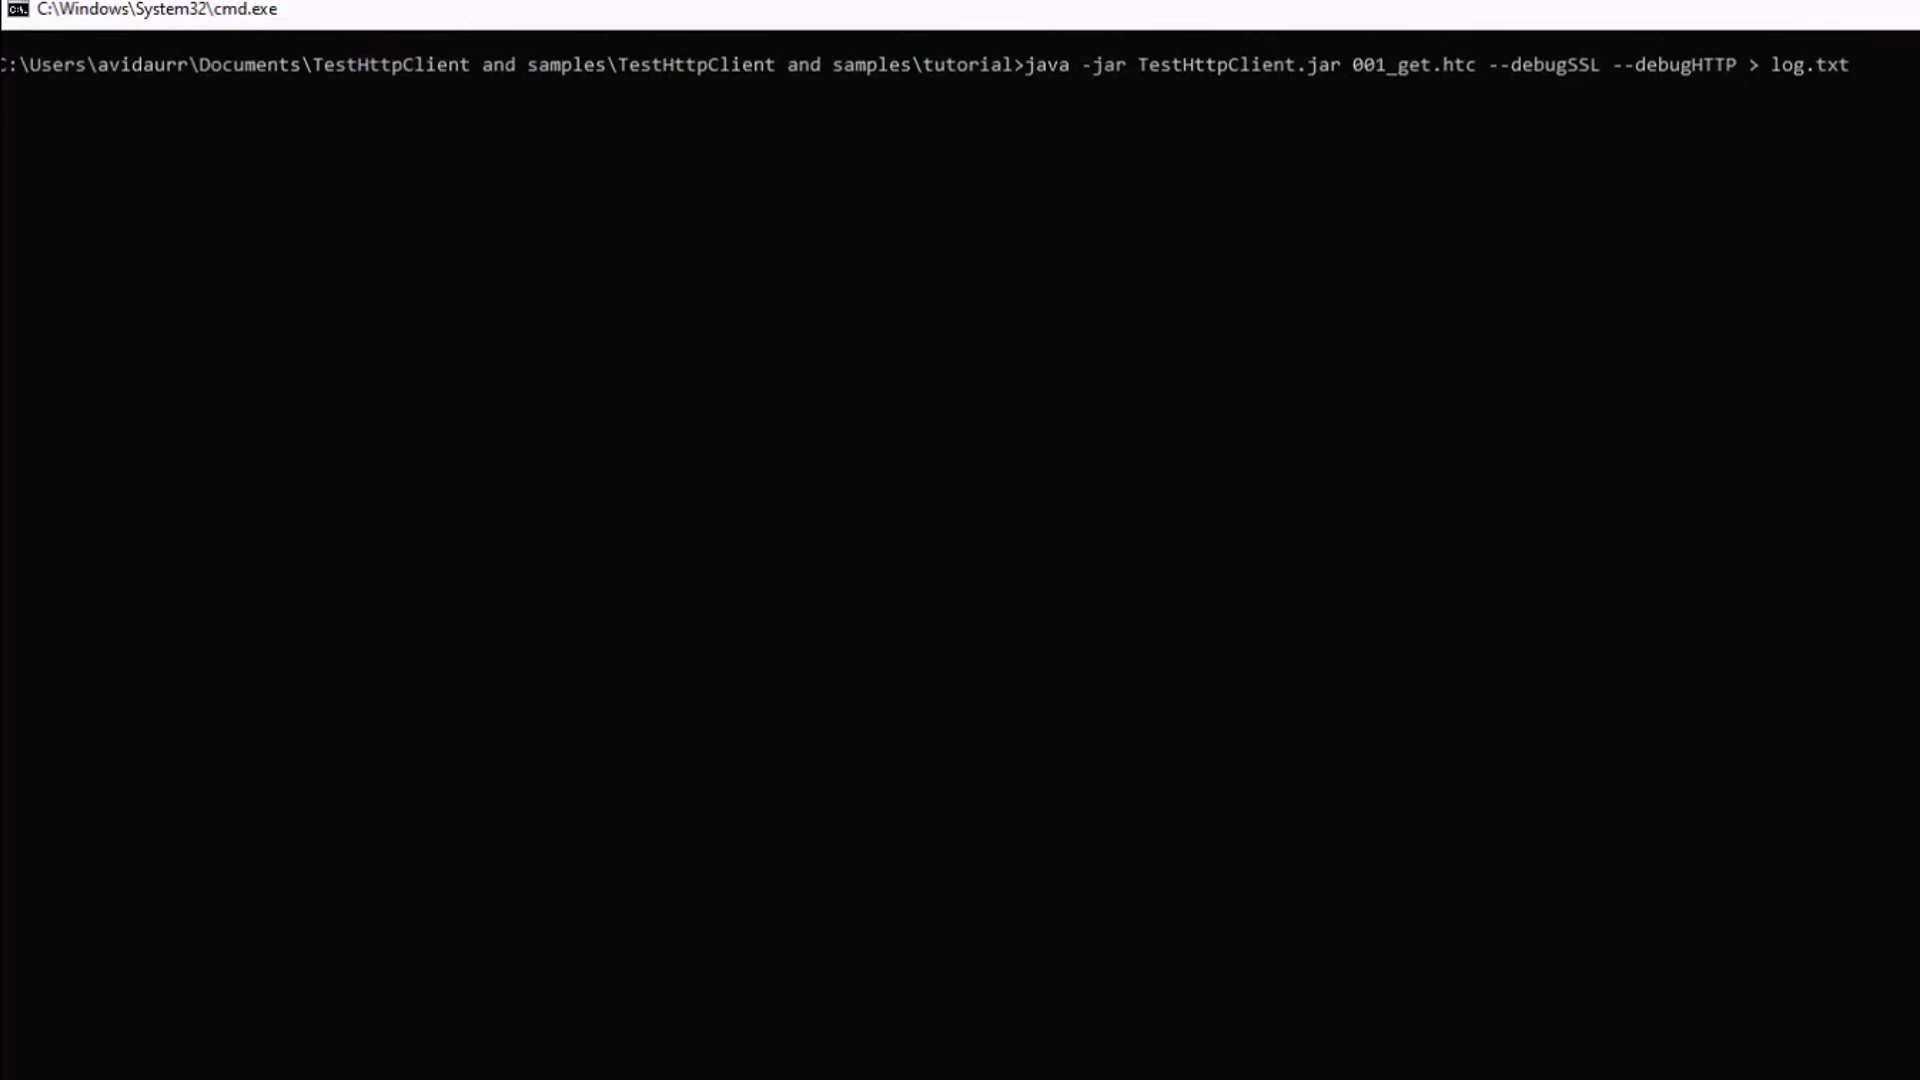 C:\Windows\System32\cmd.exe
C:\Users\avidaurr\Documents\TestHttpClient and samples\TestHttpClient and samples\tutorial>java -jar TestHttpClient.jar 001_get.htc --debugSSL --debugHTTP > log.txt